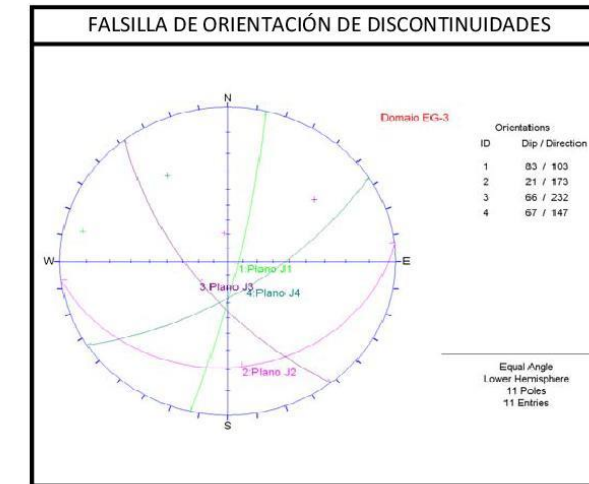 FALSILLA DE ORIENTACIÓN DE DISCONTINUIDADES
N
Domaio EG-3
Orientations
ID Dip / Direction
1 83 / 103
2 21 / 173
3 66 / 232
4 67 / 147
W
E
1:Plano J1
3:Plano J3
4:Plano J4
2:Plano J2
S
Equal Angle
Lower Hemisphere
11 Poles
11 Entries